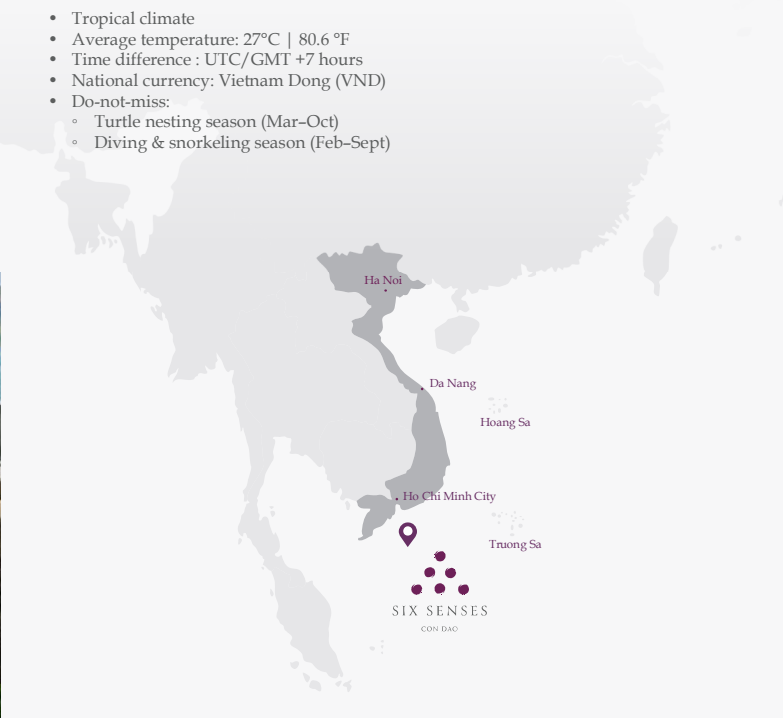 • Tropical climate
• Average temperature: 27°C | 80.6 °F
• Time difference : UTC/GMT +7 hours
• National currency: Vietnam Dong (VND)
• Do-not-miss:
◦ Turtle nesting season (Mar–Oct)
◦ Diving & snorkeling season (Feb–Sept)
Ha Noi
Da Nang
Hoang Sa
Ho Chi Minh City
Truong Sa
SIX SENSES
CON DAO